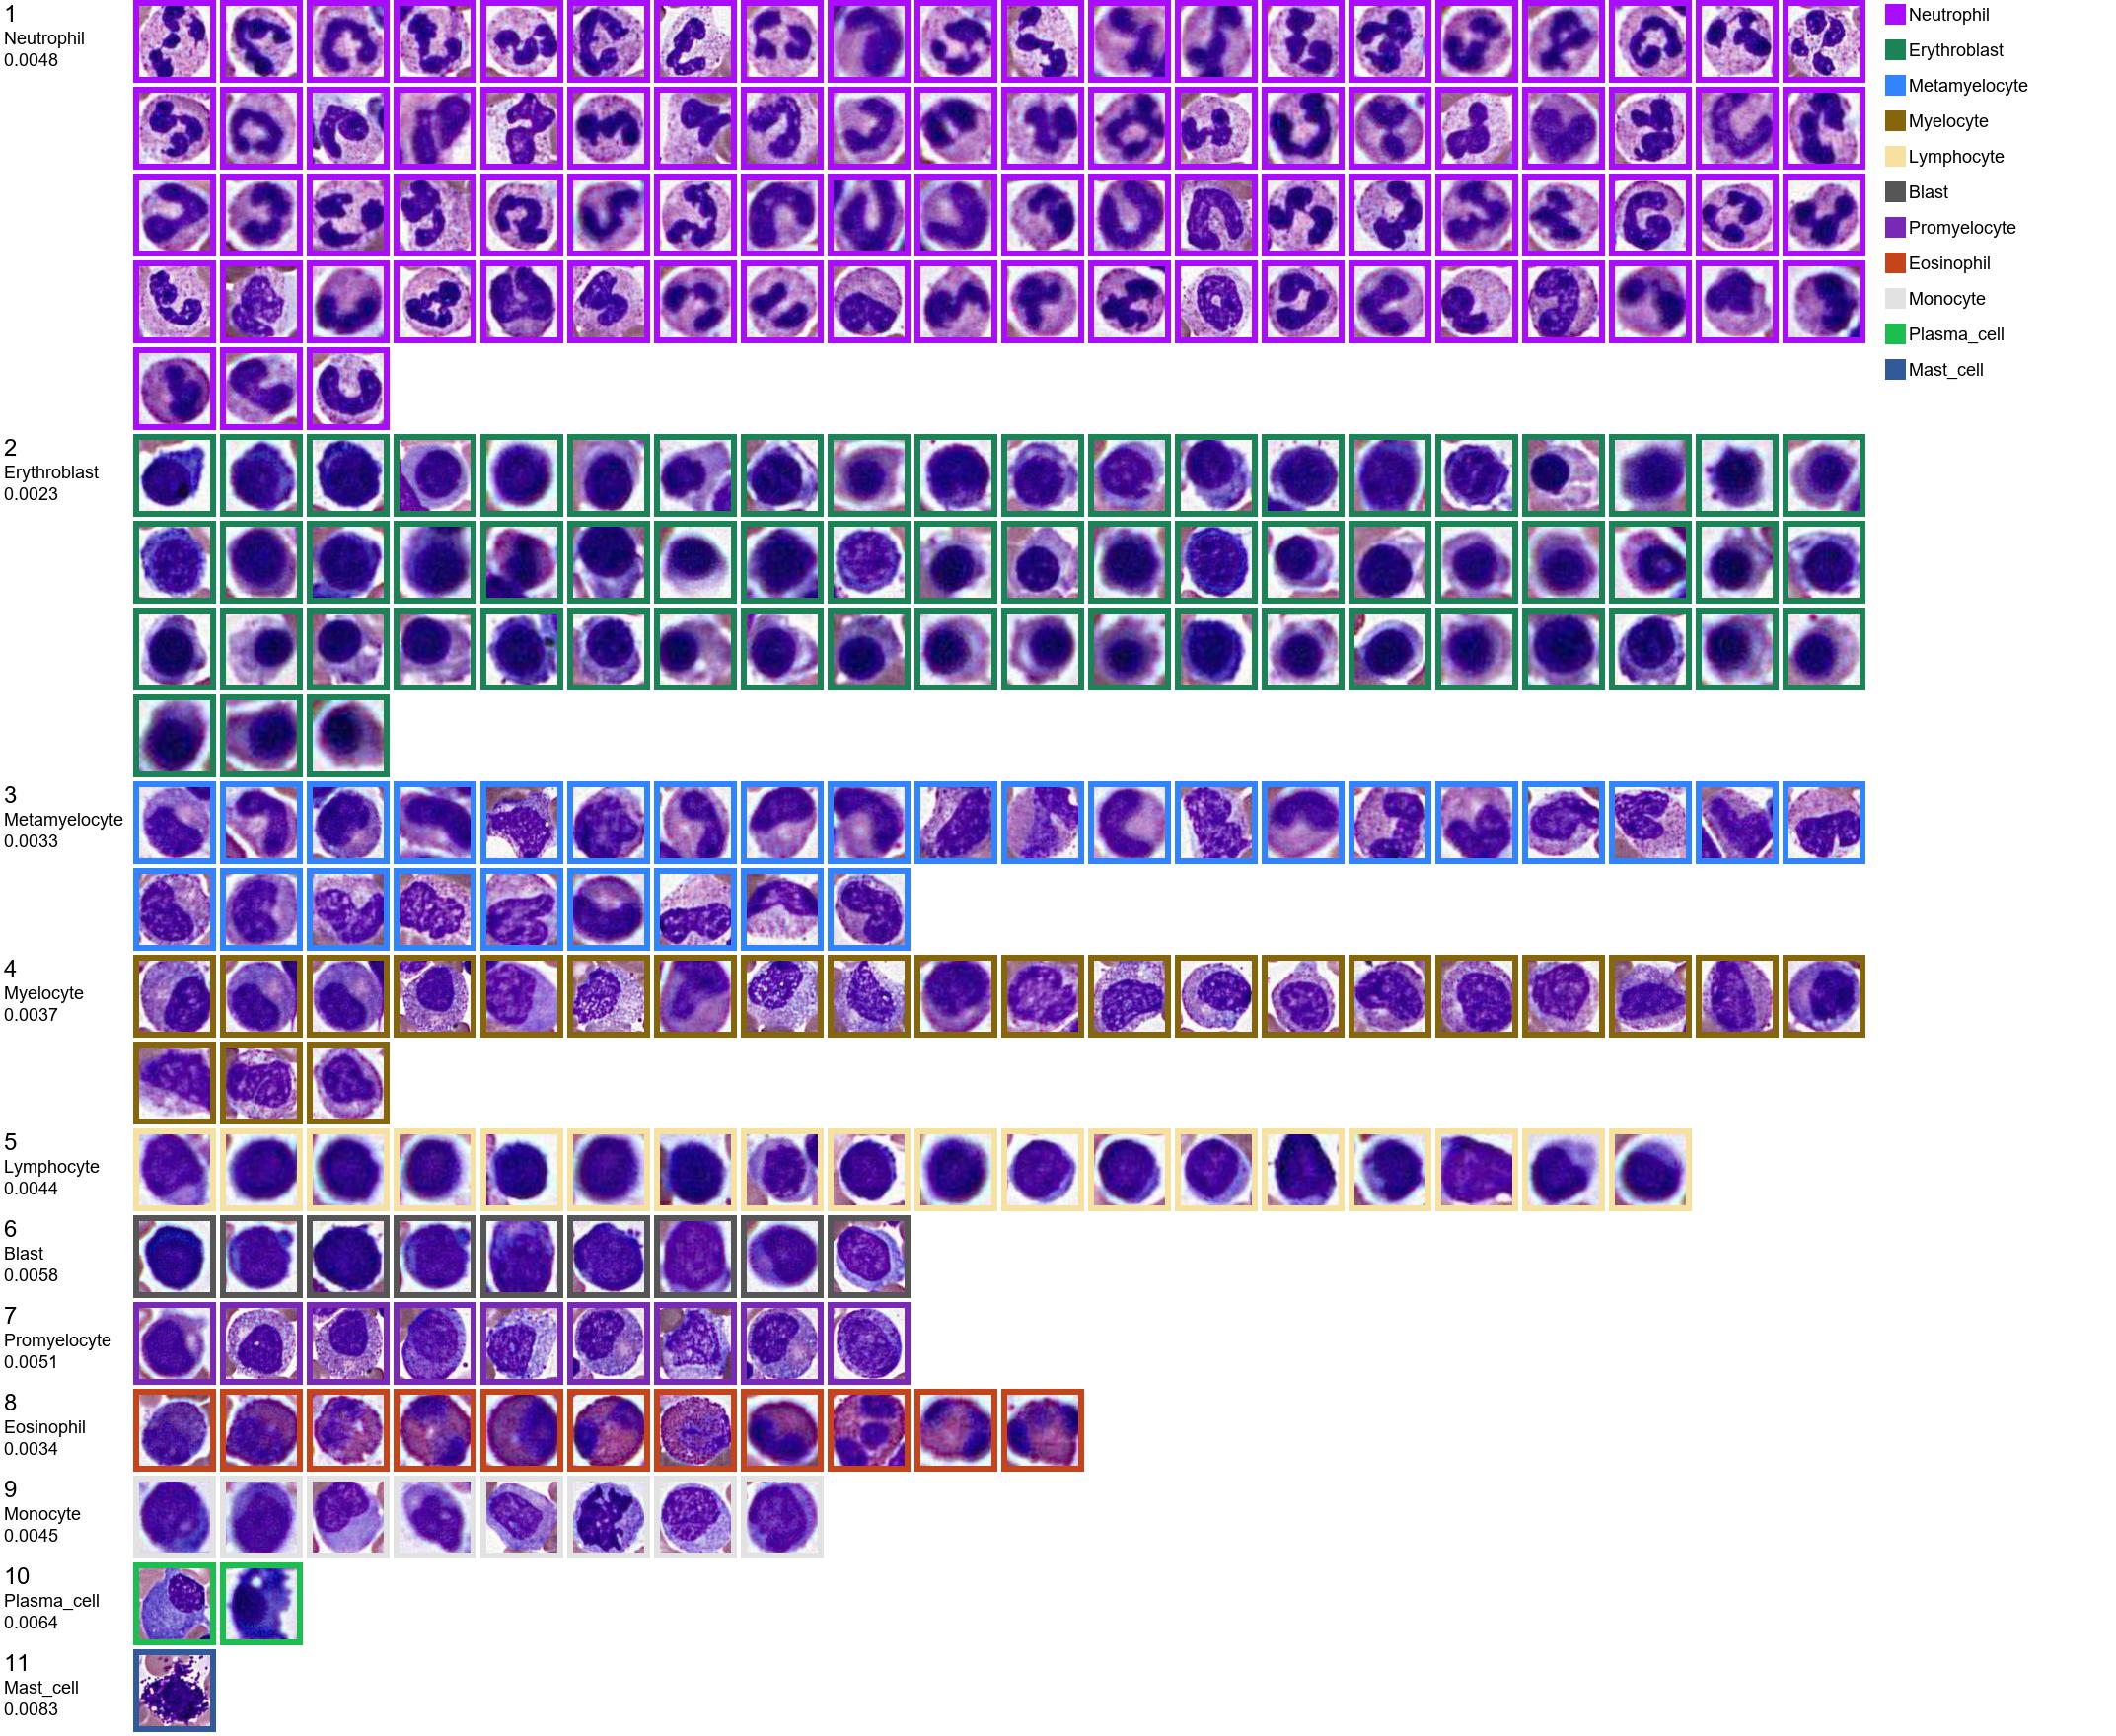 1
Neutrophil
0.0048
2
Erythroblast
0.0023
3
Metamyelocyte
0.0033
4
Myelocyte
0.0037
5
Lymphocyte
0.0044
6
Blast
0.0058
7
Promyelocyte
0.0051
8
Eosinophil
0.0034
9
Monocyte
0.0045
10
Plasma_cell
0.0064
11
Mast_cell
0.0083
Neutrophil
Erythroblast
Metamyelocyte
Myelocyte
Lymphocyte
Blast
Promyelocyte
Eosinophil
Monocyte
Plasma_cell
Mast_cell